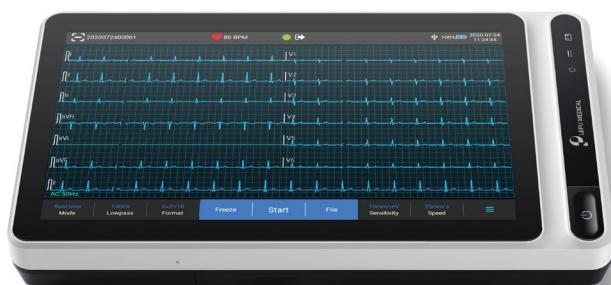 2020072400001
80 BPM
100%
2020-07-24
11:24:44
I
V1
II
V2
III
V3
aVR
V4
aVL
V5
aVF
V6
II
AC 50Hz
Real-time
Mode
100Hz
Lowpass
6x2+1R
Format
Freeze
Start
File
10mm/mV
Sensitivity
25mm/s
Speed
LEPU MEDICAL